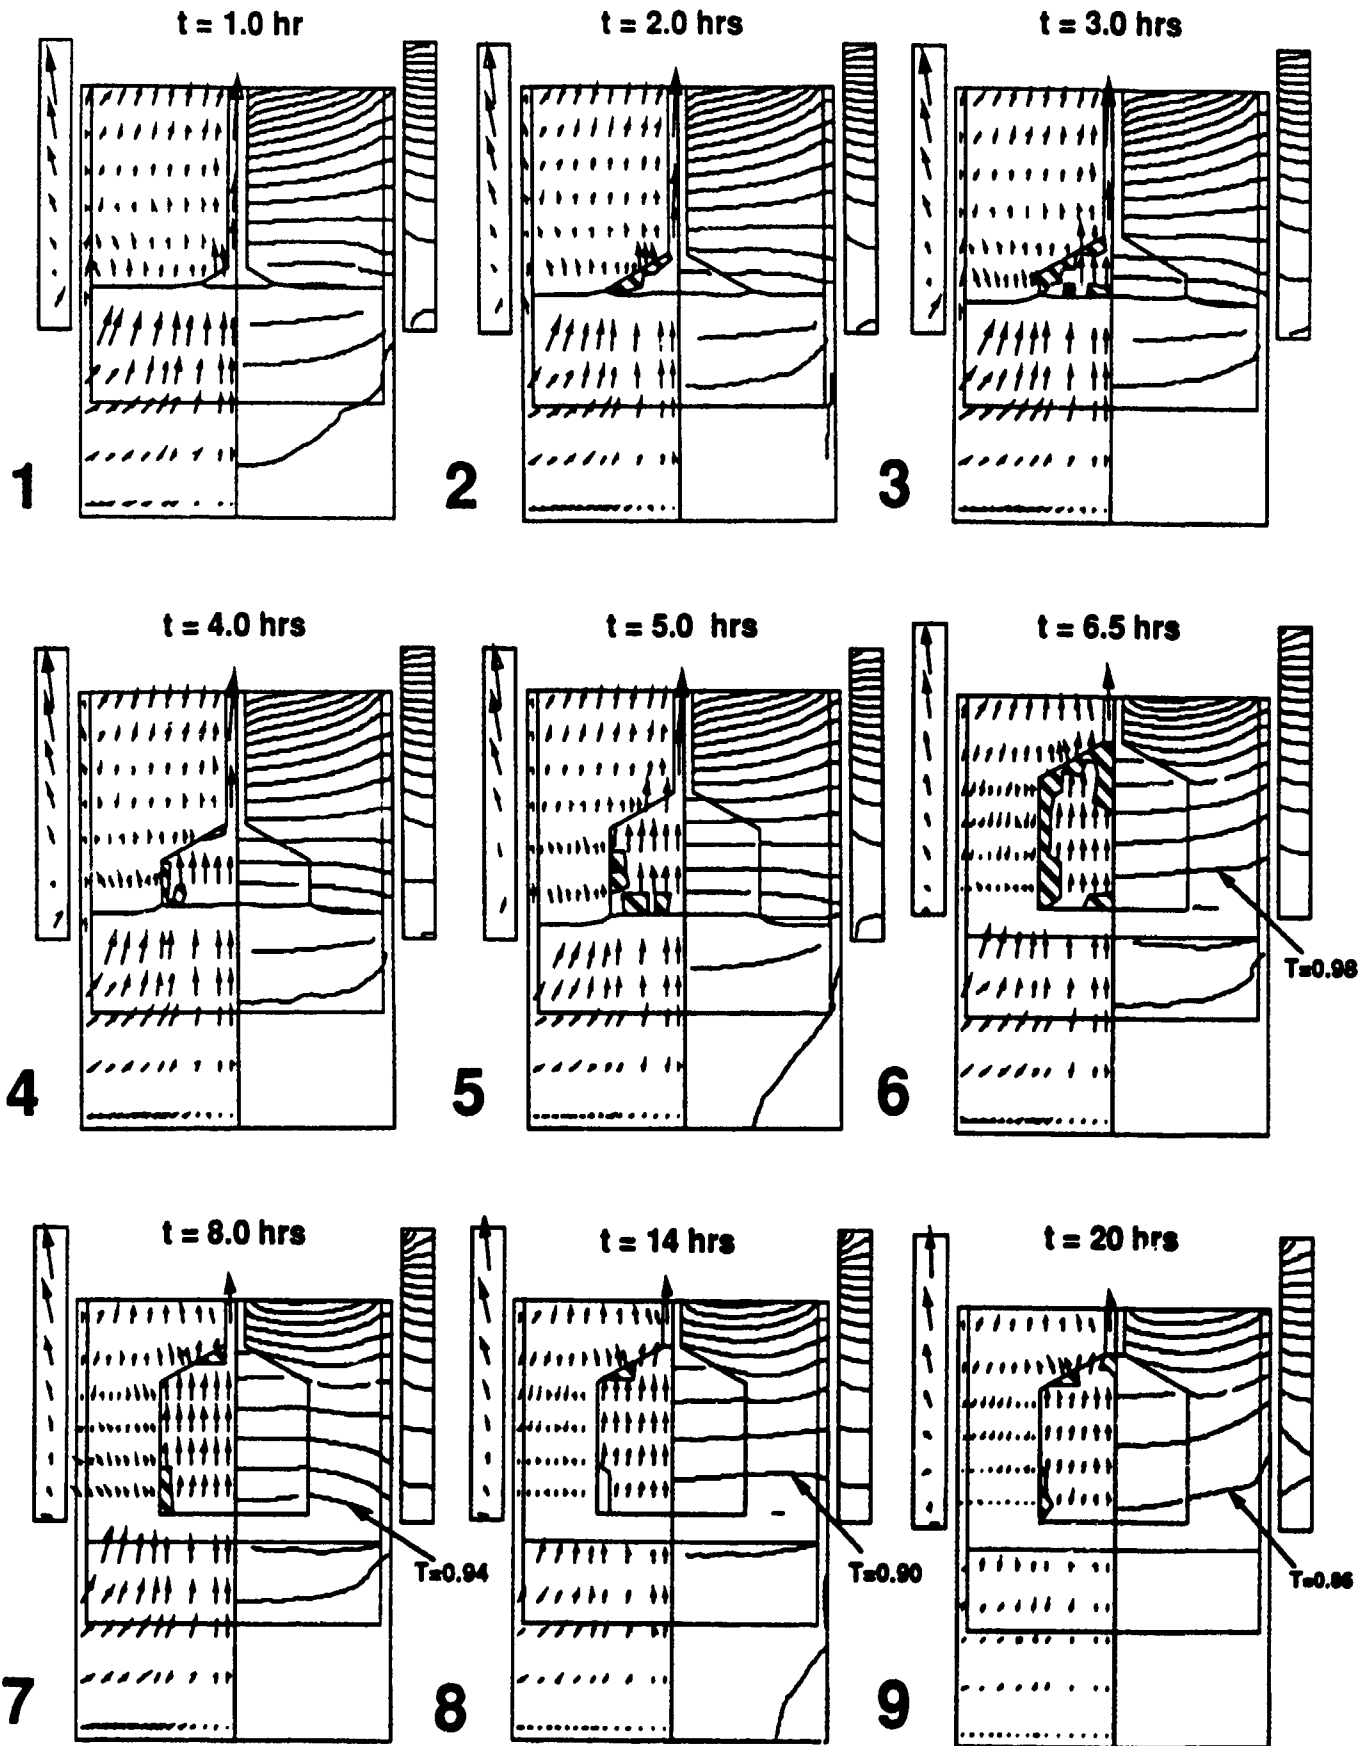 t = 1.0 hr
t = 2.0 hrs
t = 3.0 hrs
1
2
3
t = 4.0 hrs
t = 5.0 hrs
t = 6.5 hrs
T=0.98
4
5
6
t = 8.0 hrs
t = 14 hrs
t = 20 hrs
T=0.94
T=0.90
T=0.86
7
8
9